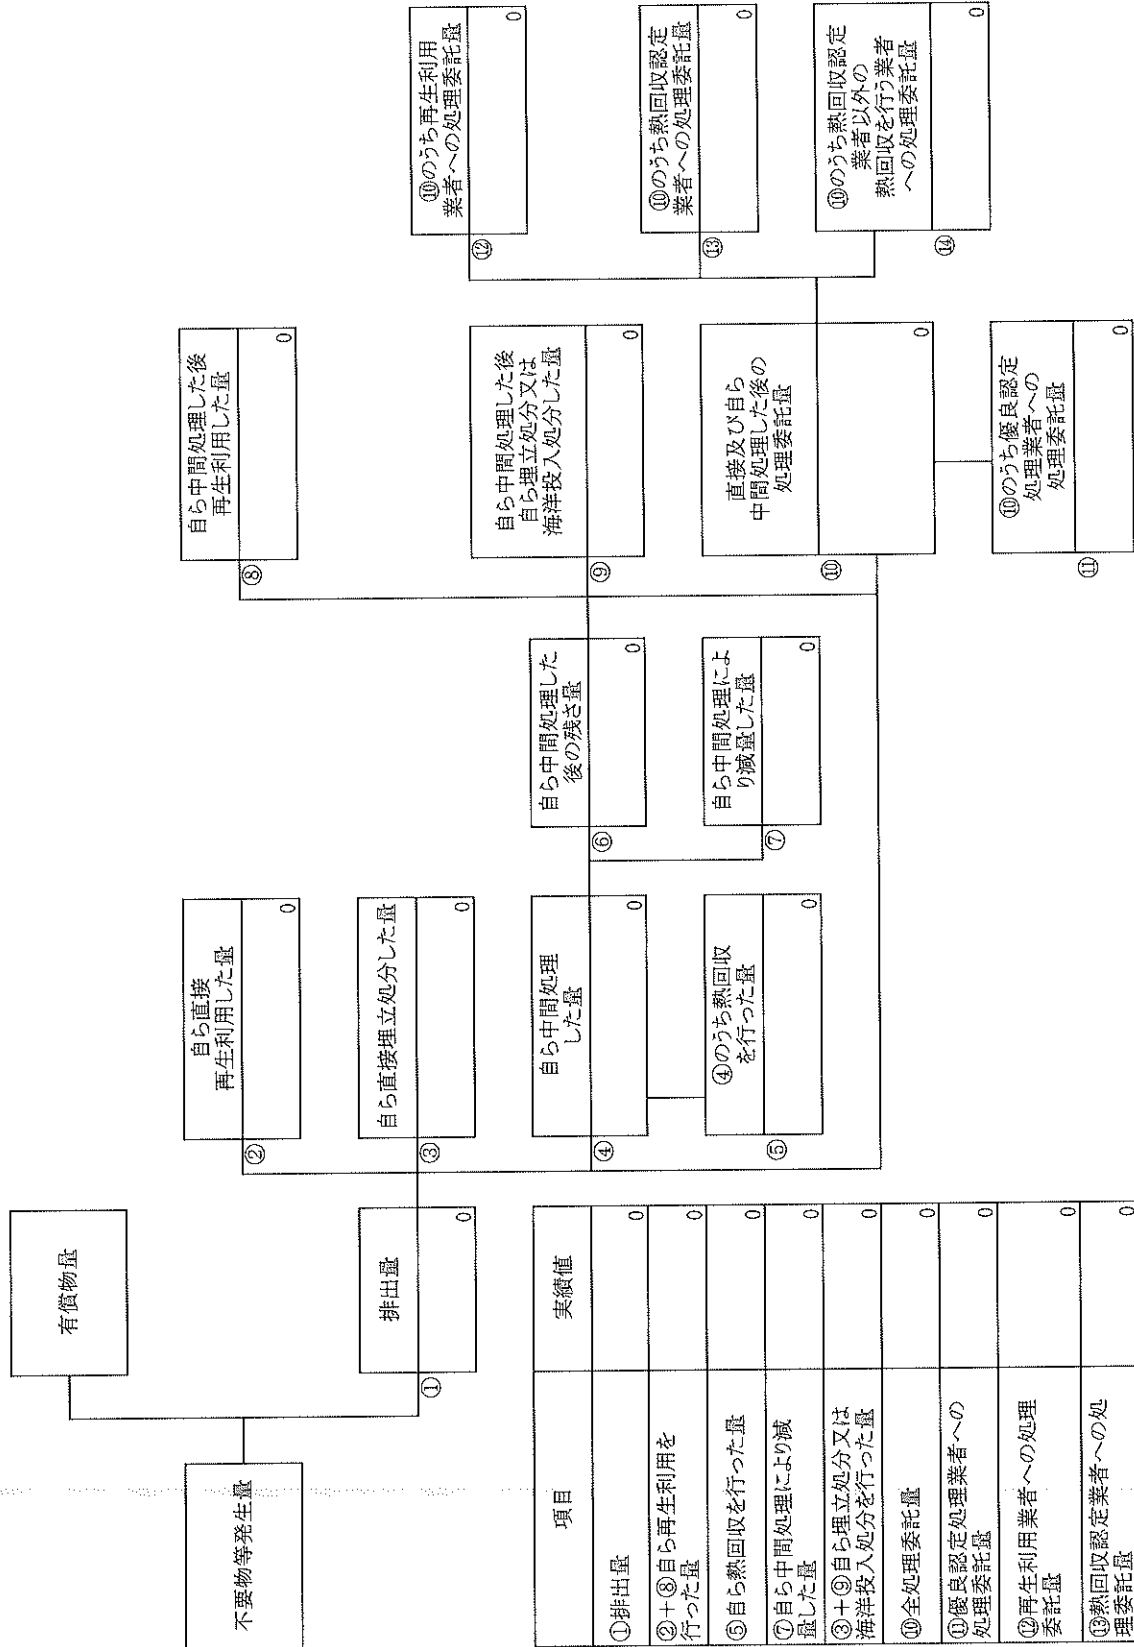 不要物等発生量
有償物量
①
排出量
0
②
自ら直接
再生利用した量
0
③
自ら直接埋立処分した量
0
④
自ら中間処理
した量
0
⑤
④のうち熱回収
を行った量
0
⑥
自ら中間処理した
後の残さ量
0
⑦
自ら中間処理によ
り減量した量
0
⑧
自ら中間処理した後
再生利用した量
0
⑨
自ら中間処理した後
自ら埋立処分又は
海洋投入処分した量
0
⑩
直接及び自ら
中間処理した後の
処理委託量
0
⑪
⑩のうち優良認定
処理業者への
処理委託量
0
⑫
⑩のうち再生利用
業者への処理委託量
0
⑬
⑩のうち熱回収認定
業者への処理委託量
0
⑭
⑩のうち熱回収認定
業者以外の
熱回収を行う業者
への処理委託量
0
項目 実績値
①排出量 0
②+⑧自ら再生利用を
行った量 0
⑤自ら熱回収を行った量 0
⑦自ら中間処理により減
量した量 0
③+⑨自ら埋立処分又は
海洋投入処分を行った量 0
⑩全処理委託量 0
⑪優良認定処理業者への
処理委託量 0
⑫再生利用業者への処理
委託量 0
⑬熱回収認定業者への処
理委託量 0